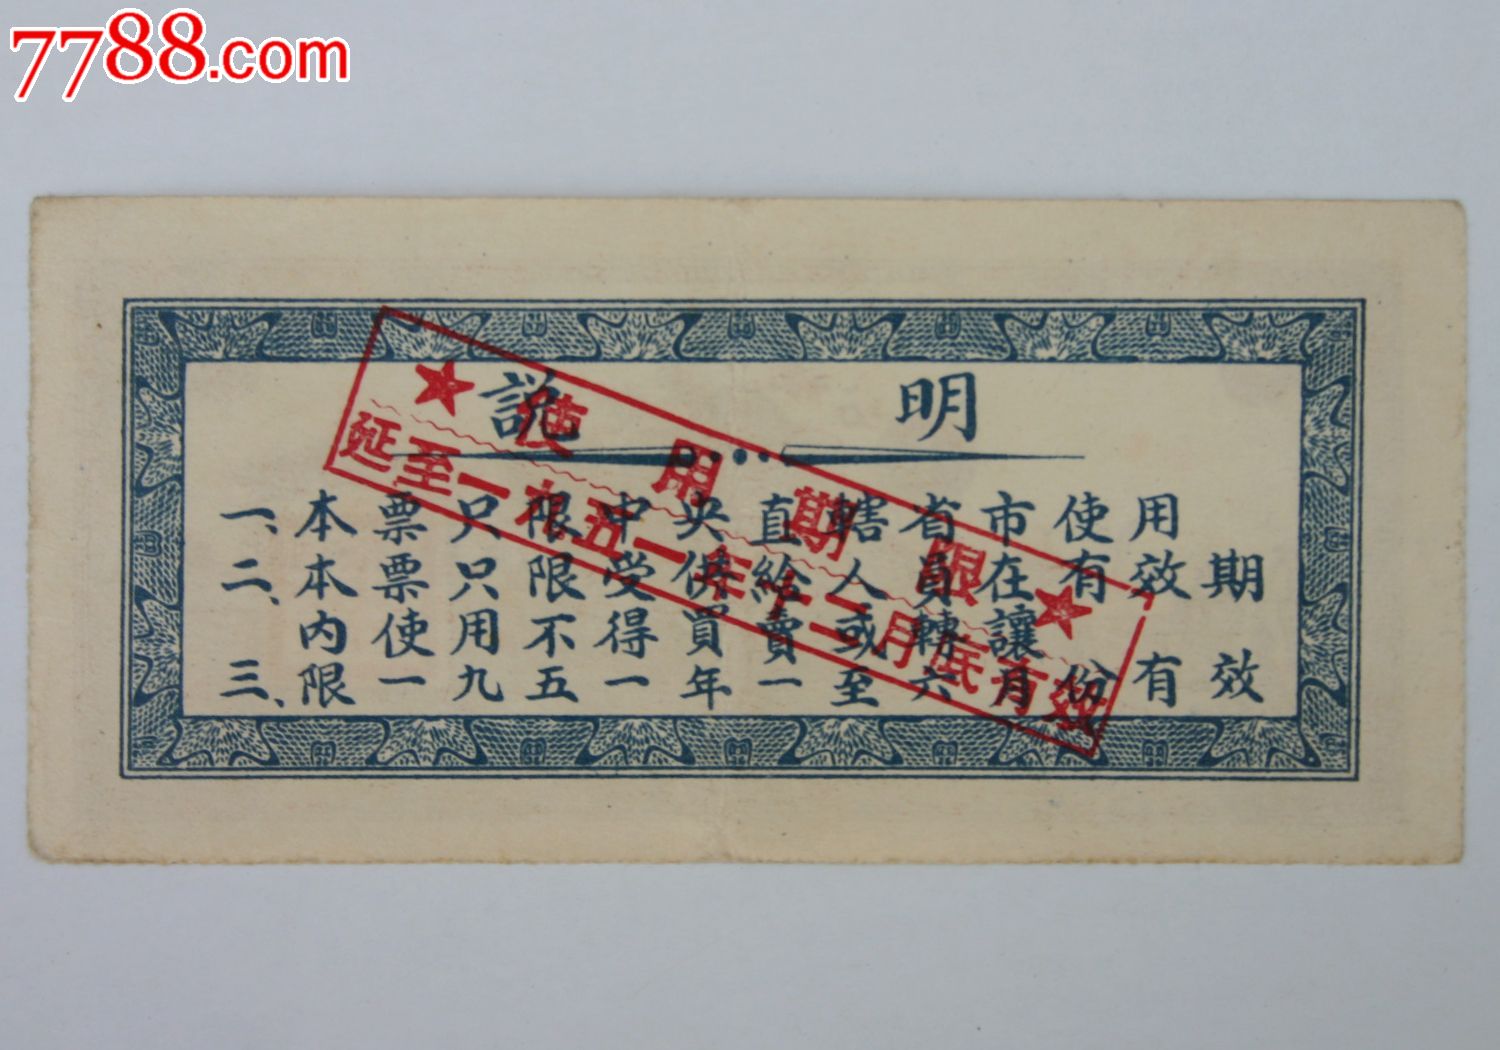 7788.com
說明
一、本票只限中央直轄省市使用
二、本票只限受供給人員在有效期
內使用不得買賣或轉讓
三、限一九五一年一至六月份有效
使用期限
延至一九五一年十二月底有效